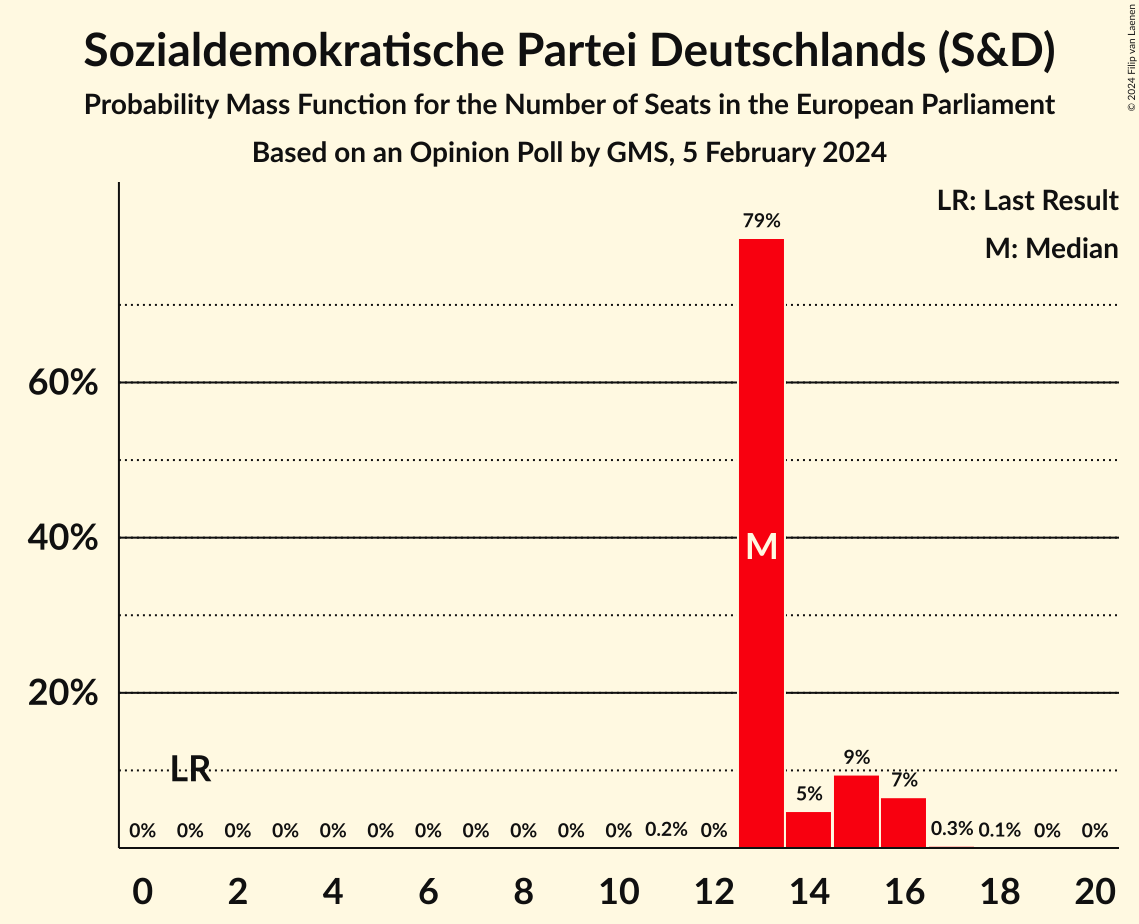 Sozialdemokratische Partei Deutschlands (S&D)
Probability Mass Function for the Number of Seats in the European Parliament
Based on an Opinion Poll by GMS, 5 February 2024
© 2024 Filip van Laenen
LR: Last Result
M: Median
79%
60%
40%
M
20%
LR
9%
7%
5%
0% 0% 0% 0% 0% 0% 0% 0% 0% 0% 0% 0.2% 0% 0.3% 0.1% 0% 0%
0 2 4 6 8 10 12 14 16 18 20